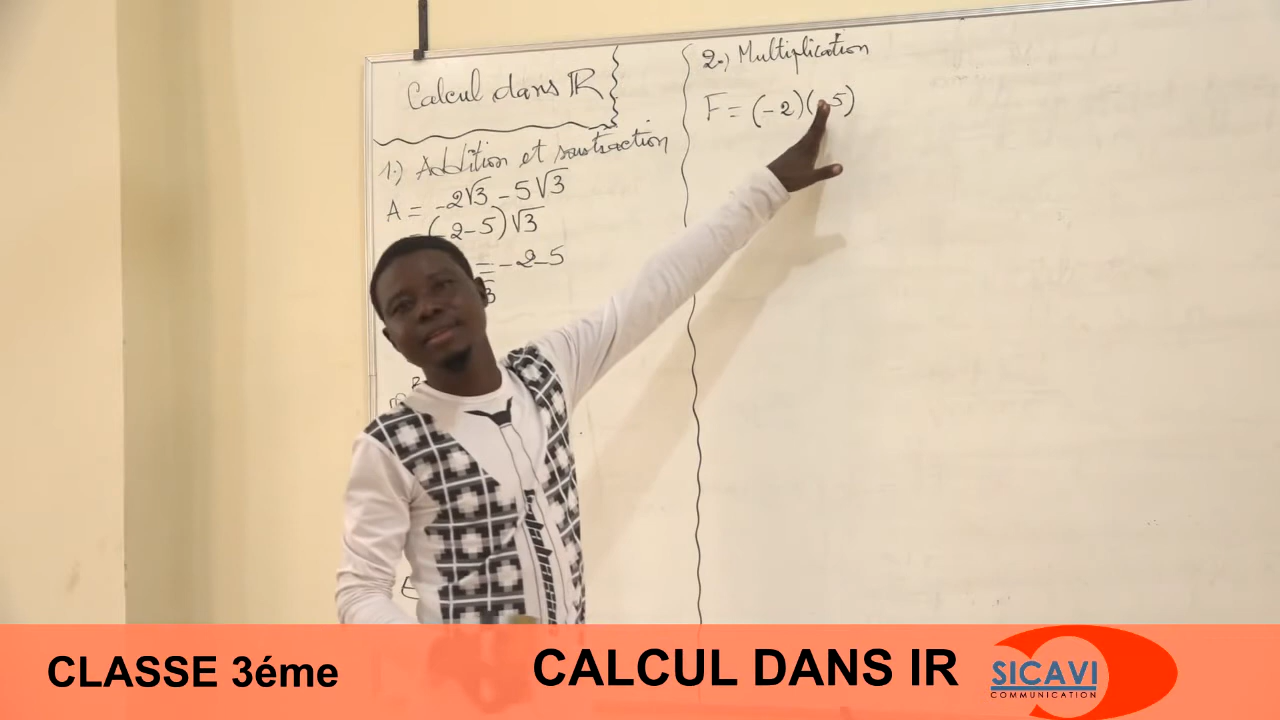 Calcul dans ℝ
1.) Addition et soustraction
A = -2√3 - 5√3
= (-2-5)√3
= -2-5
2.) Multiplication
F = (-2)(-5)
CLASSE 3éme
CALCUL DANS IR
SICAVI
COMMUNICATION